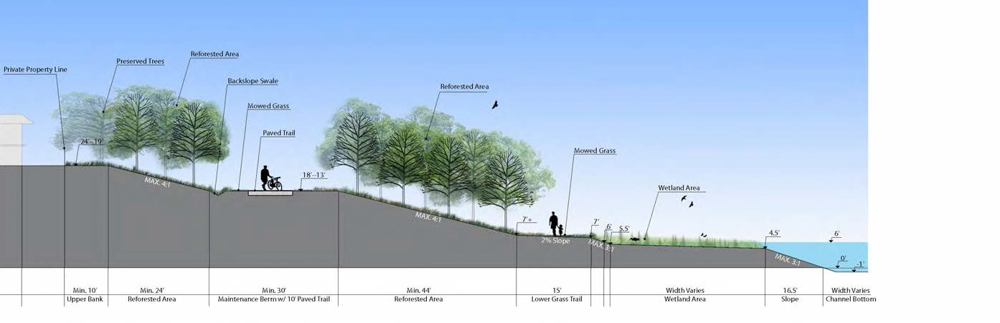 Reforested Area
Preserved Trees
Private Property Line
Backslope Swale
Reforested Area
Mowed Grass
Paved Trail
24'--19'
Mowed Grass
18'--13'
MAX. 4:1
Wetland Area
MAX. 4:1
7'+
7'
6'
5.5'
4.5'
6'
2% Slope
MAX. 3:1
MAX. 3:1
0'
-1'
Min. 10'
Upper Bank
Min. 24'
Reforested Area
Min. 30'
Maintenance Berm w/ 10' Paved Trail
Min. 44'
Reforested Area
15'
Lower Grass Trail
Width Varies
Wetland Area
16.5'
Slope
Width Varies
Channel Bottom